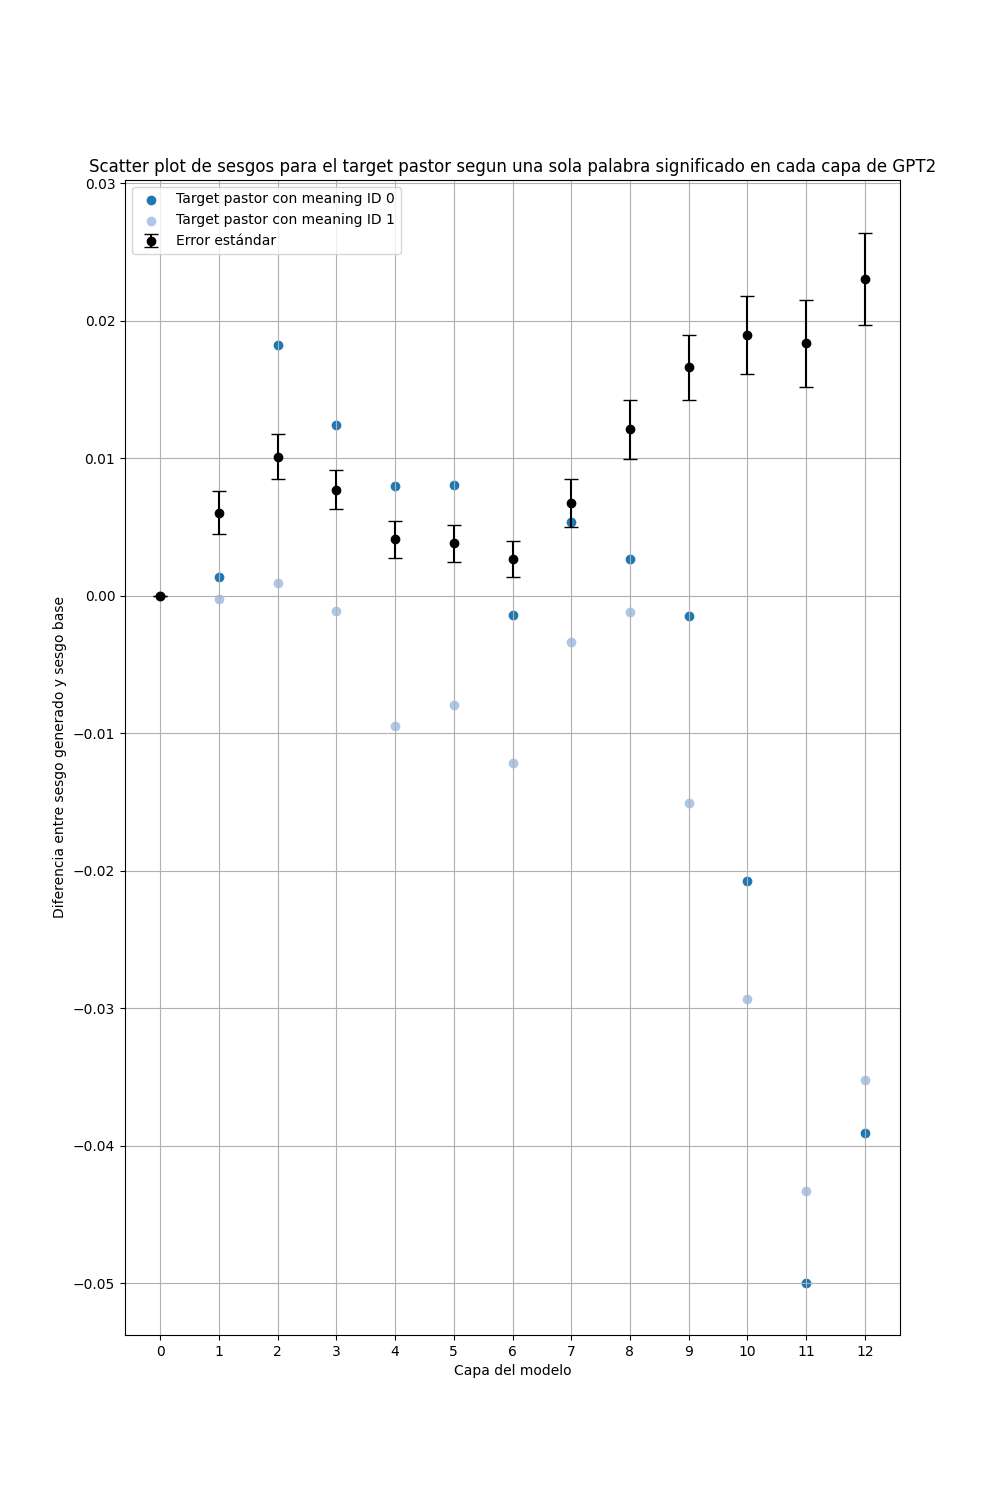 Scatter plot de sesgos para el target pastor segun una sola palabra significado en cada capa de GPT2
Target pastor con meaning ID 0
Target pastor con meaning ID 1
Error estándar
Diferencia entre sesgo generado y sesgo base
0.03
0.02
0.01
0.00
−0.01
−0.02
−0.03
−0.04
−0.05
0 1 2 3 4 5 6 7 8 9 10 11 12
Capa del modelo